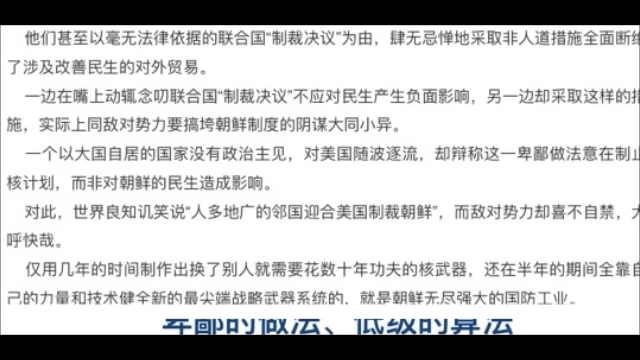 他们甚至以毫无法律依据的联合国“制裁决议”为由，肆无忌惮地采取非人道措施全面断绝
了涉及改善民生的对外贸易。
一边在嘴上动辄念叨联合国“制裁决议”不应对民生产生负面影响，另一边却采取这样的措
施，实际上同敌对势力要搞垮朝鲜制度的阴谋大同小异。
一个以大国自居的国家没有政治主见，对美国随波逐流，却辩称这一卑鄙做法意在制止
核计划，而非对朝鲜的民生造成影响。
对此，世界良知讥笑说“人多地广的邻国迎合美国制裁朝鲜”，而敌对势力却喜不自禁，大
呼快哉。
仅用几年的时间制作出换了别人就需要花数十年功夫的核武器，还在半年的期间全靠自
己的力量和技术健全新的最尖端战略武器系统的，就是朝鲜无尽强大的国防工业。
卑鄙的做法、低级的算法